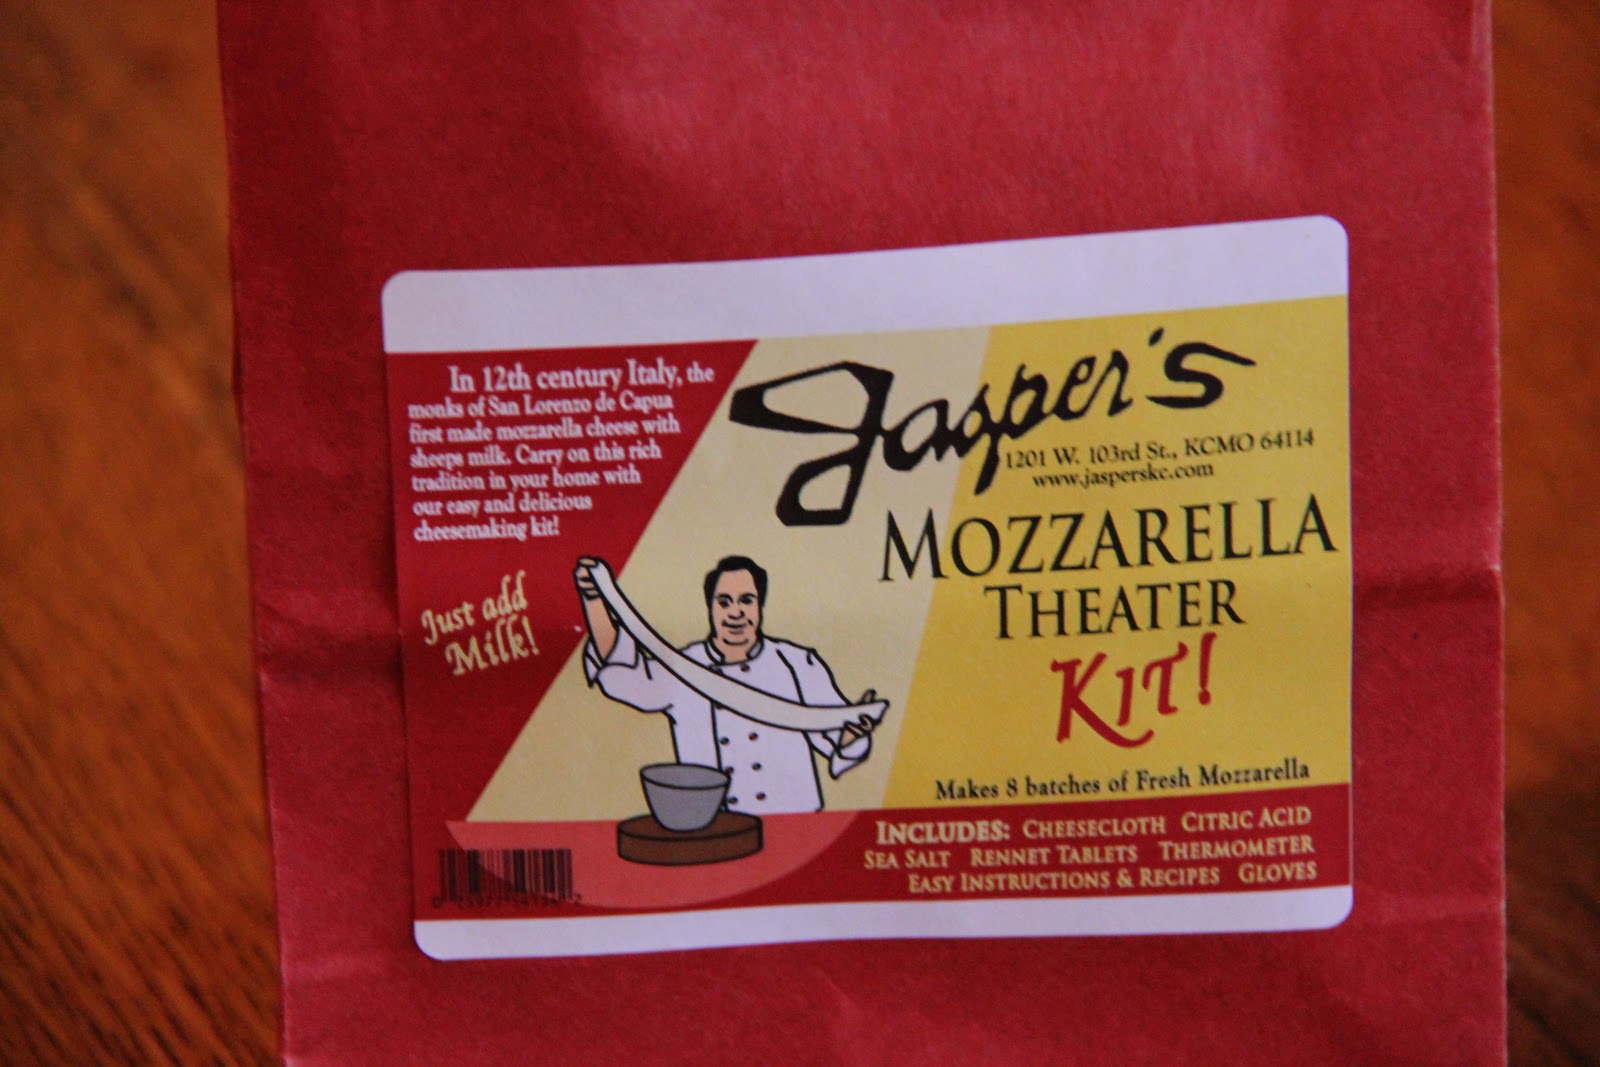 In 12th century Italy, the
monks of San Lorenzo de Capua
first made mozzarella cheese with
sheeps milk. Carry on this rich
tradition in your home with
our easy and delicious
cheesemaking kit!
Just add
Milk!
Jasper's
1201 W. 103rd St., KCMO 64114
www.jasperskc.com
MOZZARELLA
THEATER
KIT!
Makes 8 batches of Fresh Mozzarella
INCLUDES: CHEESECLOTH CITRIC ACID
SEA SALT RENNET TABLETS THERMOMETER
EASY INSTRUCTIONS & RECIPES GLOVES